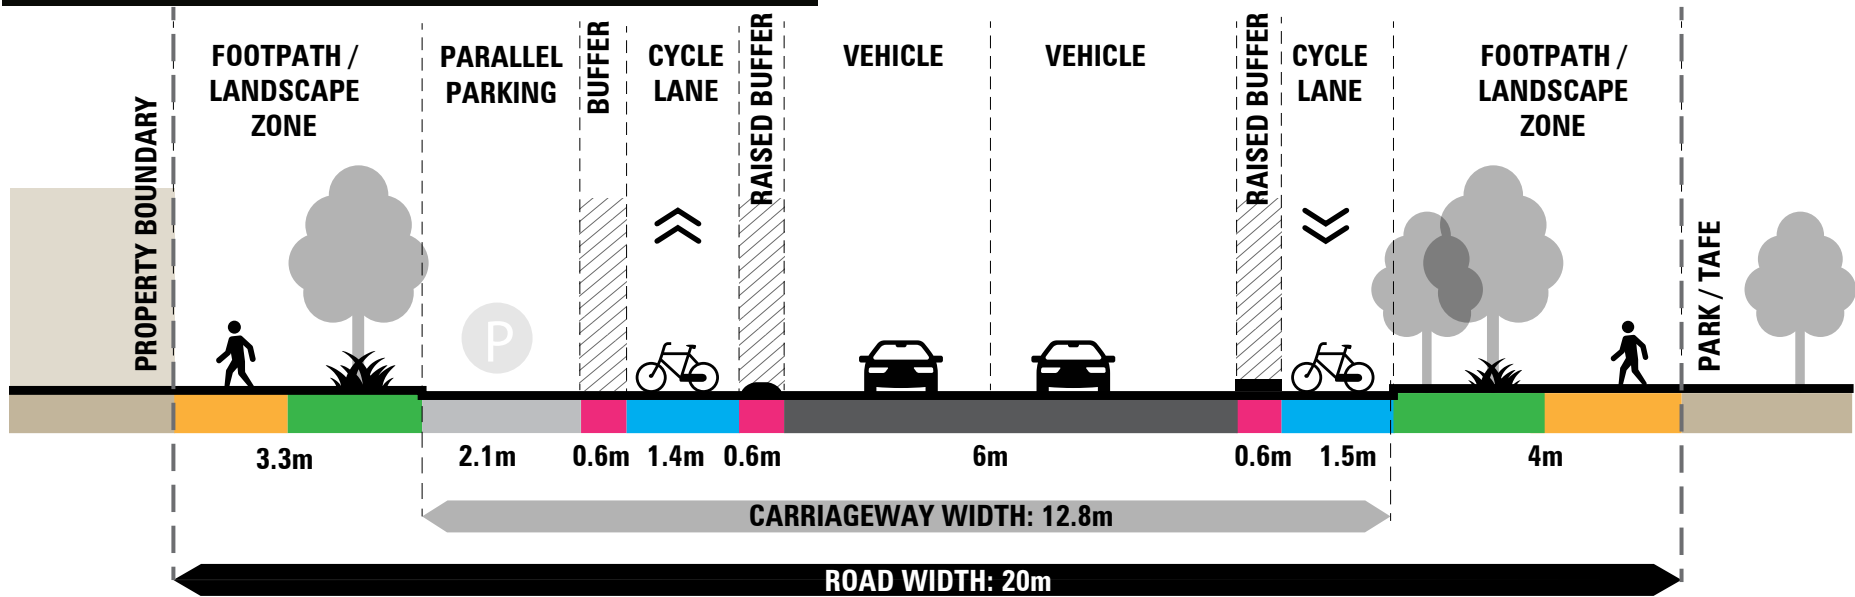 FOOTPATH /
LANDSCAPE
ZONE
PARALLEL
PARKING
BUFFER
CYCLE
LANE
RAISED BUFFER
VEHICLE
VEHICLE
RAISED BUFFER
CYCLE
LANE
FOOTPATH /
LANDSCAPE
ZONE
PROPERTY BOUNDARY
P
PARK / TAFE
3.3m
2.1m
0.6m
1.4m
0.6m
6m
0.6m
1.5m
4m
CARRIAGEWAY WIDTH: 12.8m
ROAD WIDTH: 20m